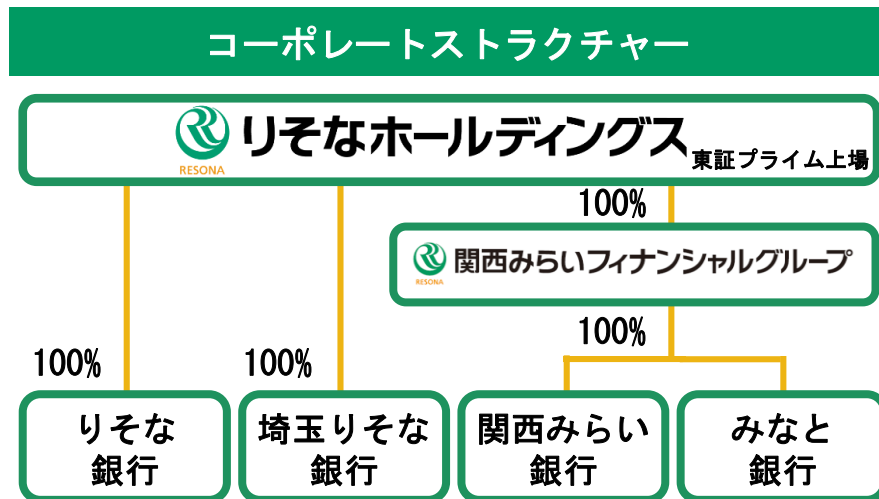 コーポレートストラクチャー
りそなホールディングス
RESONA
東証プライム上場
100%
関西みらいフィナンシャルグループ
RESONA
100%
100%
100%
りそな
銀行
埼玉りそな
銀行
関西みらい
銀行
みなと
銀行